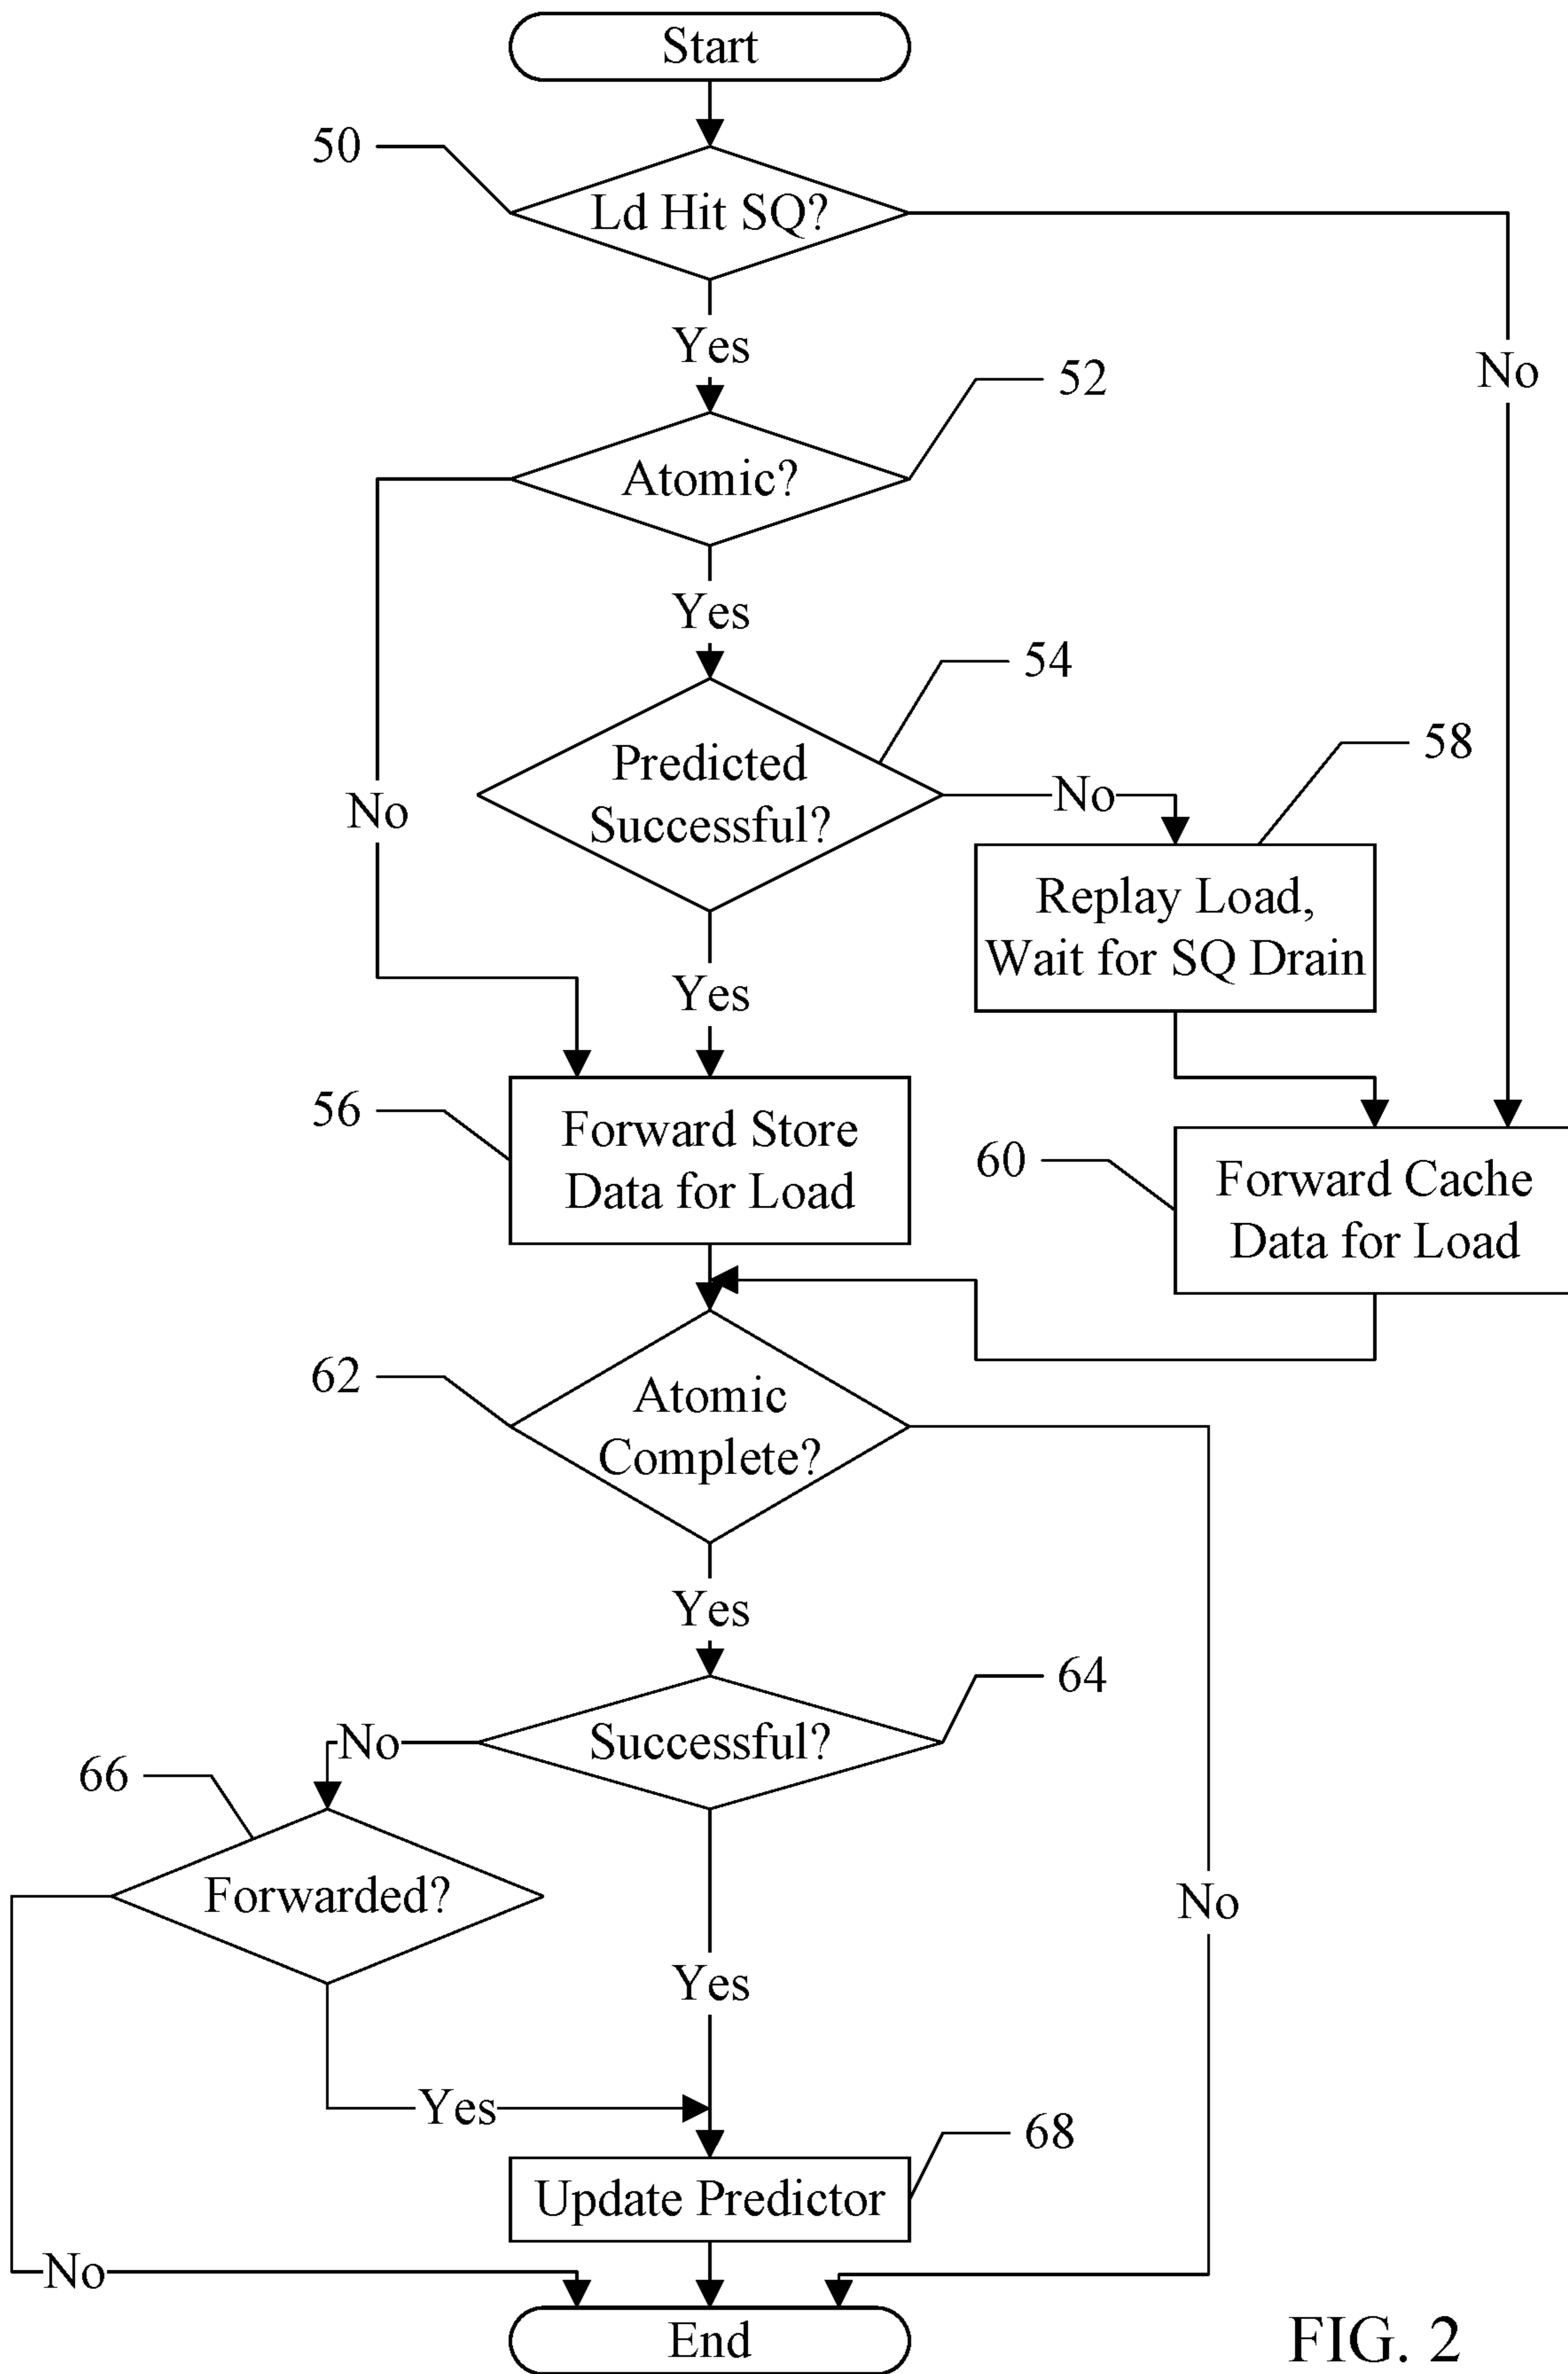 Start
50
Ld Hit SQ?
Yes
No
52
Atomic?
Yes
54
Predicted
Successful?
No
58
No
Replay Load,
Wait for SQ Drain
Yes
56
Forward Store
Data for Load
60
Forward Cache
Data for Load
62
Atomic
Complete?
Yes
64
Successful?
No
66
Forwarded?
No
Yes
Yes
68
Update Predictor
No
End
FIG. 2